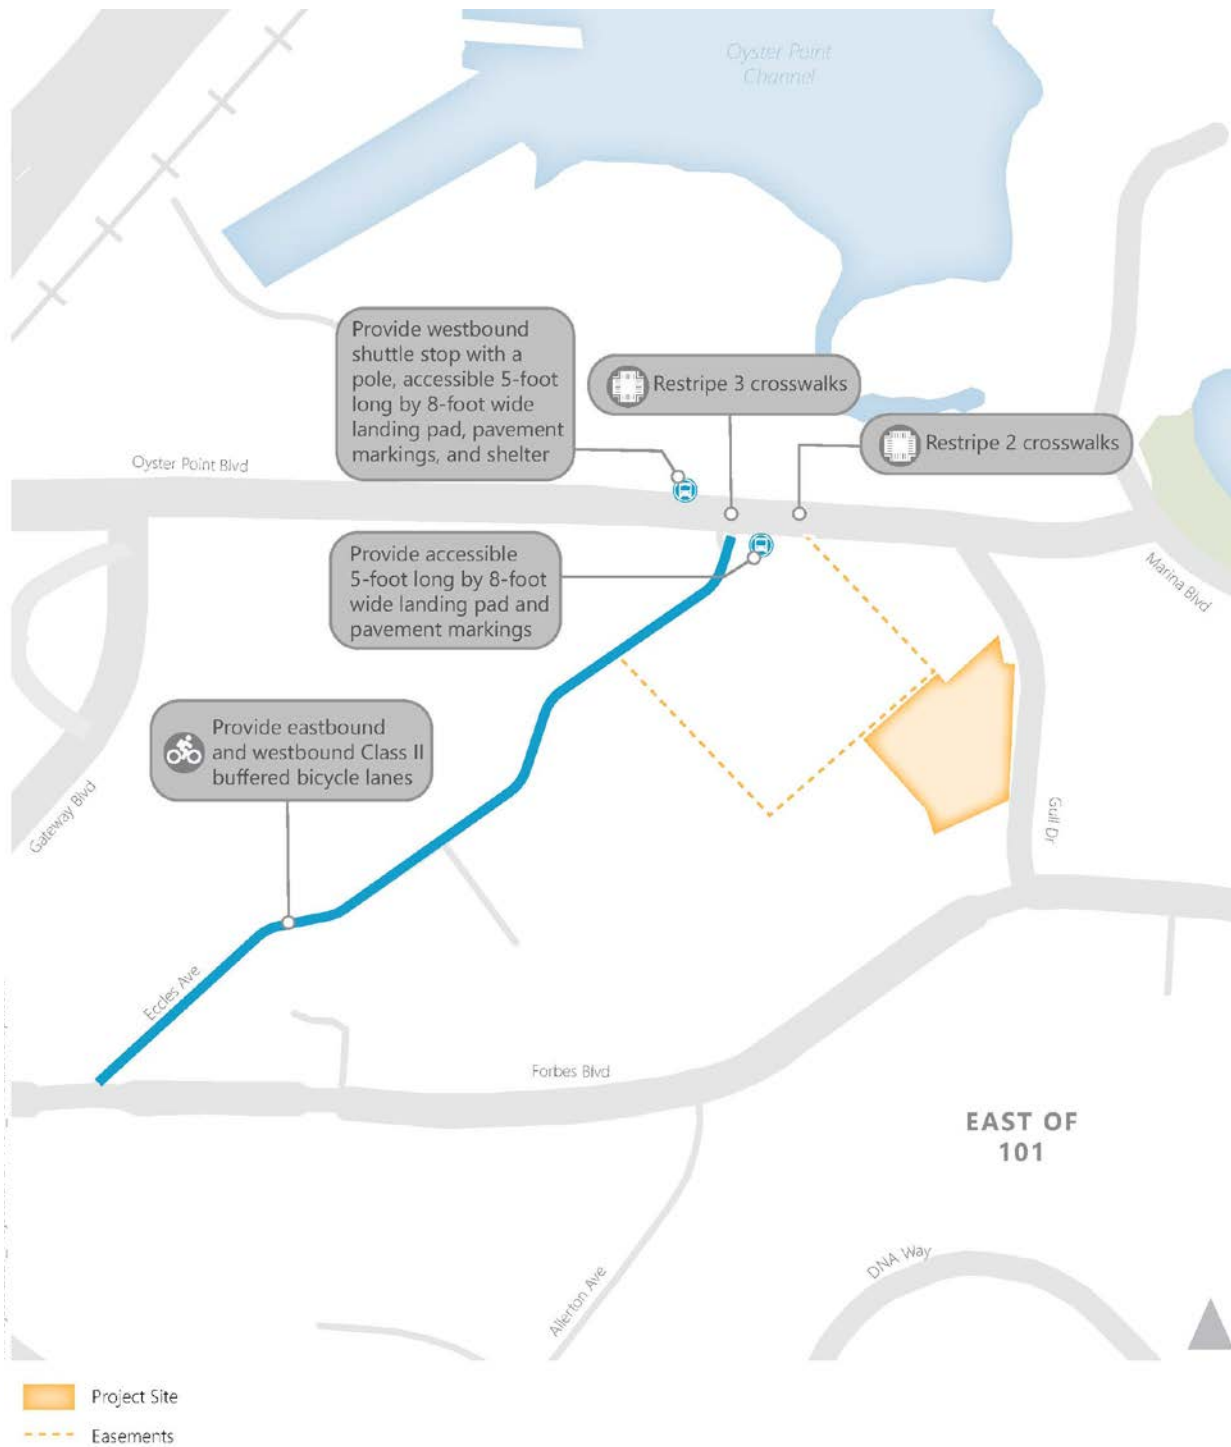 Oyster Point
Channel
Provide westbound
shuttle stop with a
pole, accessible 5-foot
long by 8-foot wide
landing pad, pavement
markings, and shelter
Restripe 3 crosswalks
Restripe 2 crosswalks
Oyster Point Blvd
Provide accessible
5-foot long by 8-foot
wide landing pad and
pavement markings
Marina Blvd
Provide eastbound
and westbound Class II
buffered bicycle lanes
Gateway Blvd
Gull Dr
Eccles Ave
Forbes Blvd
EAST OF
101
DNA Way
Allerton Ave
Project Site
Easements